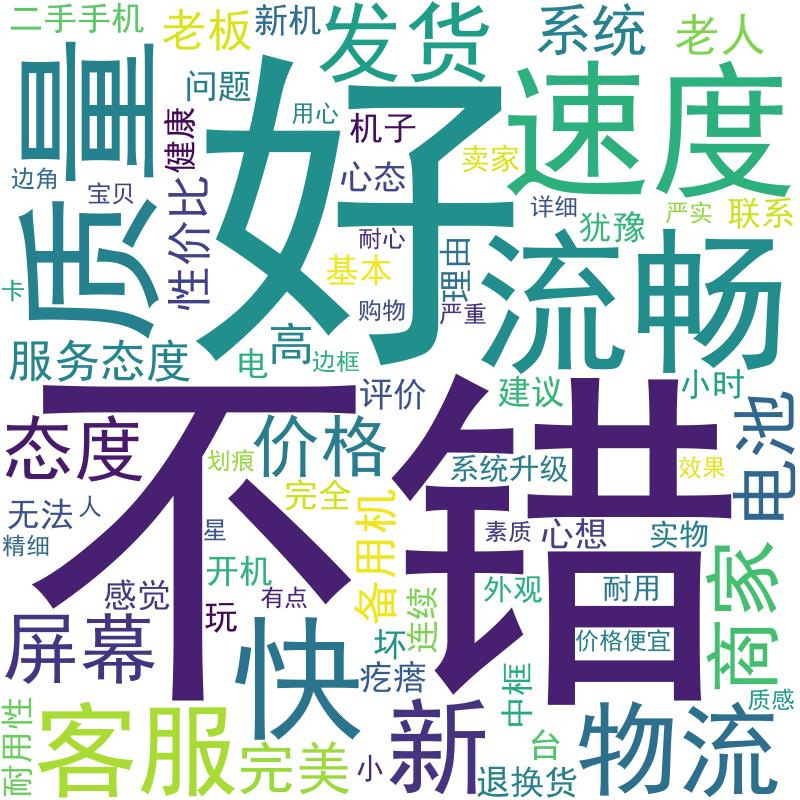 二手手机
老板
新机
发货
系统
老人
质量
问题
用心
好
速度
健康
机子
卖家
边角
宝贝
心态
详细
犹豫
严实
联系
性价比
耐心
基本
理由
流畅
卡
购物
严重
服务态度
电
高
边框
评价
建议
小时
不错
态度
价格
划痕
系统升级
效果
电池
无法
人
完全
备用机
精细
星
素质
心想
实物
开机
感觉
玩
有点
连续
外观
耐用
商家
屏幕
快
坏
疙瘩
价格便宜
中框
质感
耐用性
客服
完美
小
新
台
退换货
物流